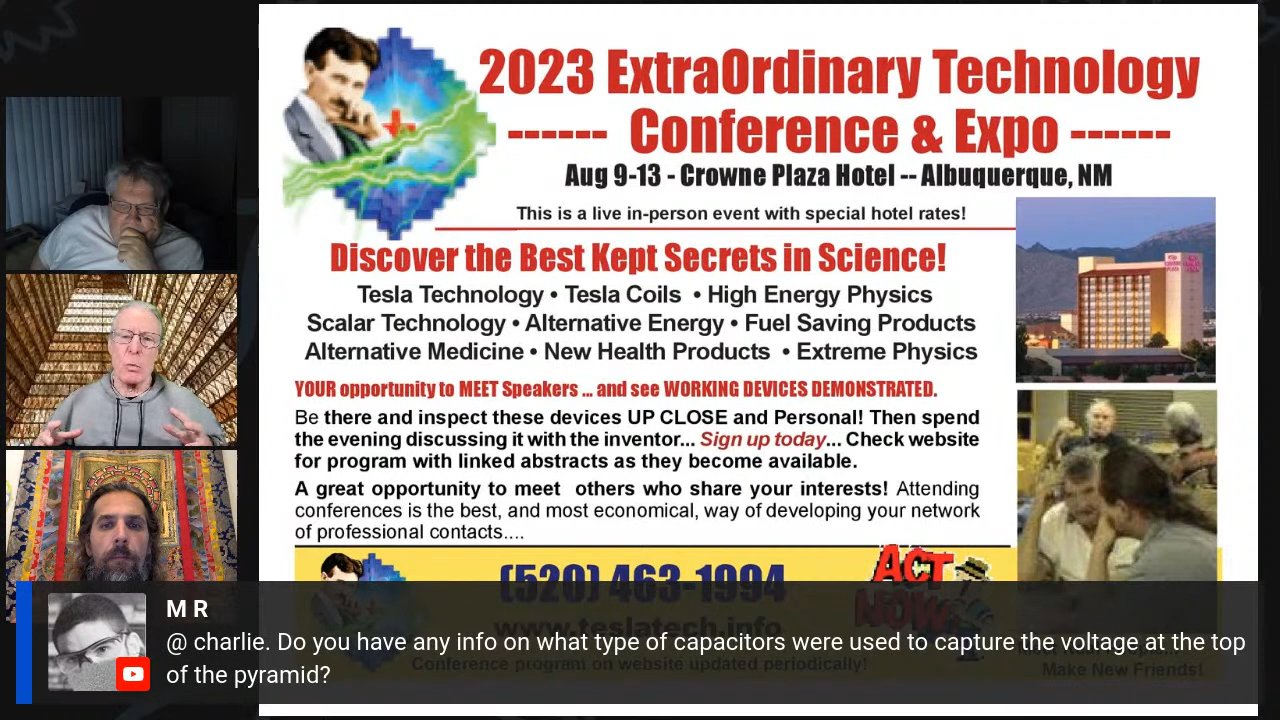 2023 ExtraOrdinary Technology
------ Conference & Expo ------
Aug 9-13 - Crowne Plaza Hotel -- Albuquerque, NM
This is a live in-person event with special hotel rates!
Discover the Best Kept Secrets in Science!
Tesla Technology • Tesla Coils • High Energy Physics
Scalar Technology • Alternative Energy • Fuel Saving Products
Alternative Medicine • New Health Products • Extreme Physics
YOUR opportunity to MEET Speakers ... and see WORKING DEVICES DEMONSTRATED.
Be there and inspect these devices UP CLOSE and Personal! Then spend
the evening discussing it with the inventor... Sign up today... Check website
for program with linked abstracts as they become available.
A great opportunity to meet others who share your interests! Attending
conferences is the best, and most economical, way of developing your network
of professional contacts....
(520) 463-1994
ACT
NOW
www.teslatech.info
Conference program on website updated periodically!
Make New Friends!
M R
@ charlie. Do you have any info on what type of capacitors were used to capture the voltage at the top
of the pyramid?